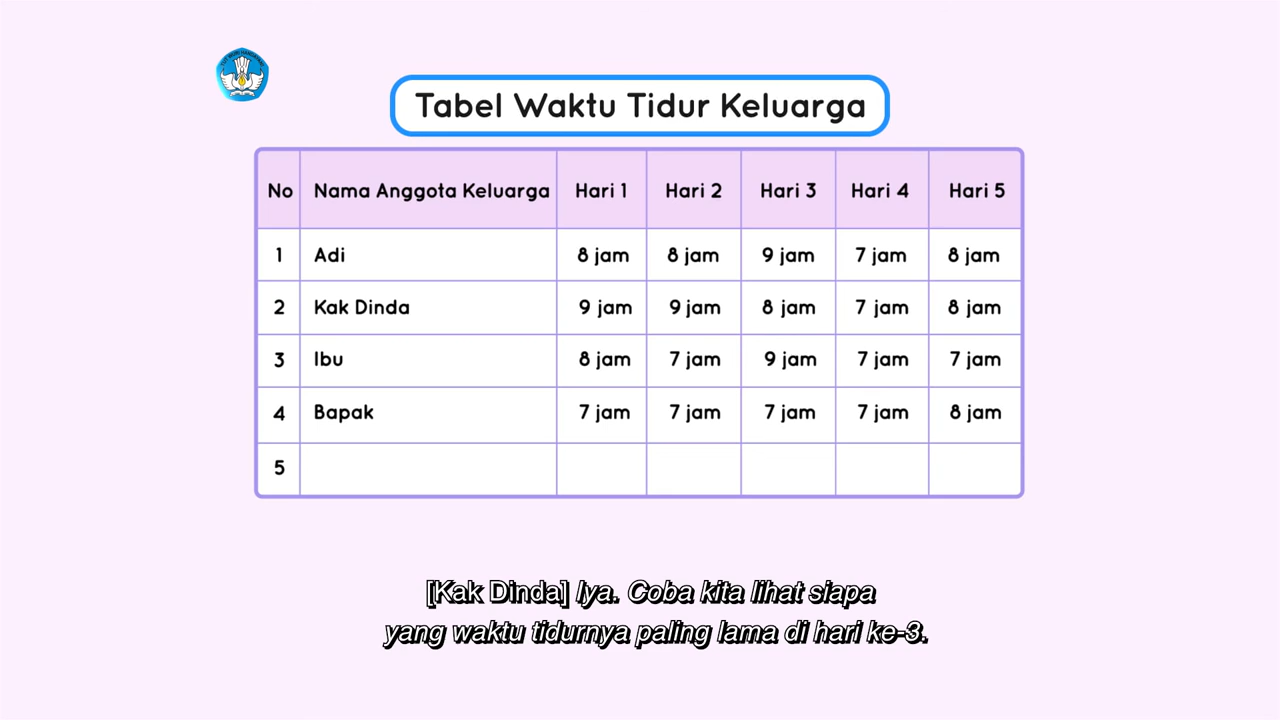 Tabel Waktu Tidur Keluarga
No Nama Anggota Keluarga Hari 1 Hari 2 Hari 3 Hari 4 Hari 5
1 Adi 8 jam 8 jam 9 jam 7 jam 8 jam
2 Kak Dinda 9 jam 9 jam 8 jam 7 jam 8 jam
3 Ibu 8 jam 7 jam 9 jam 7 jam 7 jam
4 Bapak 7 jam 7 jam 7 jam 7 jam 8 jam
5
[Kak Dinda] Iya. Coba kita lihat siapa
yang waktu tidurnya paling lama di hari ke-3.